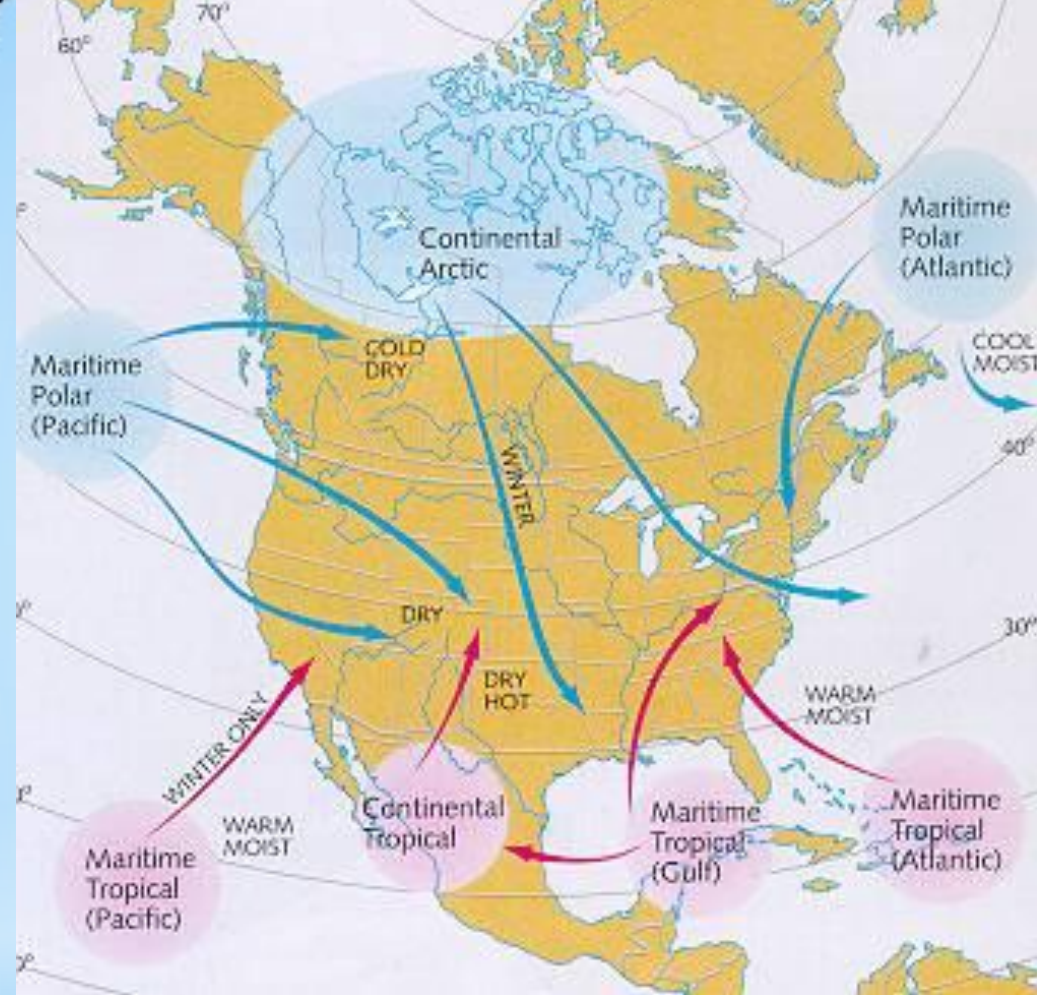 70°
60°
Continental
Arctic
Maritime
Polar
(Atlantic)
COOL
MOIST
COLD
DRY
Maritime
Polar
(Pacific)
40°
WINTER
DRY
30°
DRY
HOT
WARM
MOIST
WINTER ONLY
Continental
Tropical
Maritime
Tropical
(Gulf)
Maritime
Tropical
(Atlantic)
WARM
MOIST
Maritime
Tropical
(Pacific)